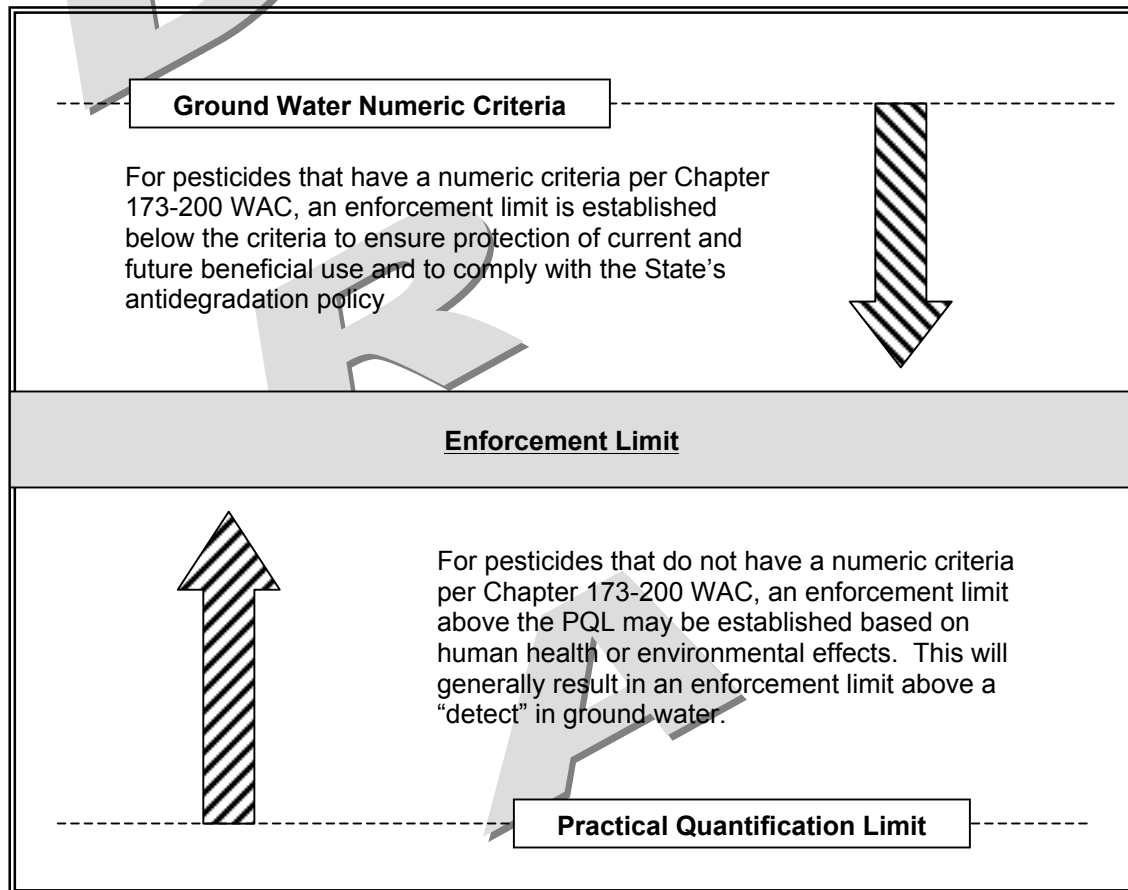 Ground Water Numeric Criteria
For pesticides that have a numeric criteria per Chapter
173-200 WAC, an enforcement limit is established
below the criteria to ensure protection of current and
future beneficial use and to comply with the State’s
antidegradation policy
Enforcement Limit
For pesticides that do not have a numeric criteria
per Chapter 173-200 WAC, an enforcement limit
above the PQL may be established based on
human health or environmental effects.  This will
generally result in an enforcement limit above a
“detect” in ground water.
Practical Quantification Limit
R
A